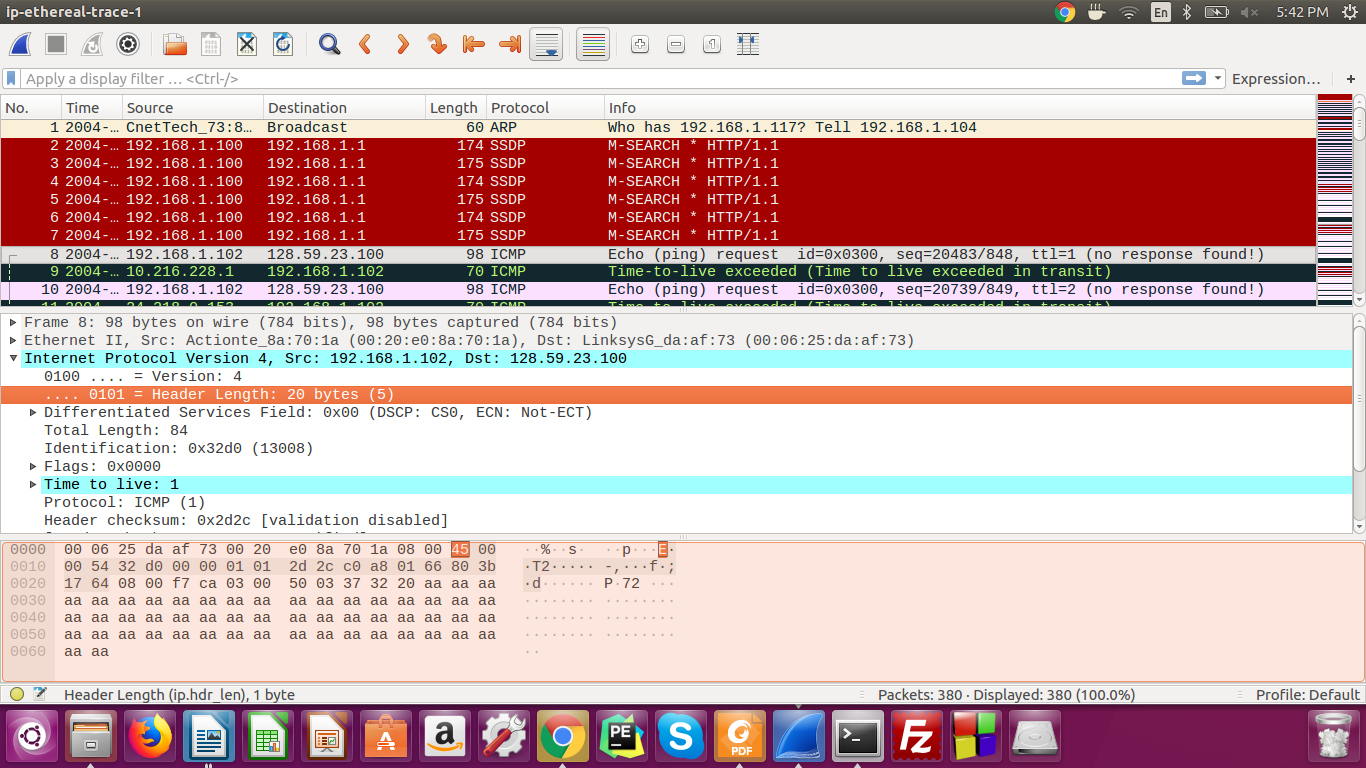 ip-ethereal-trace-1
En
5:42 PM
Apply a display filter … <Ctrl-/>
Expression…
+
No. Time Source Destination Length Protocol Info
1 2004-… CnetTech_73:8… Broadcast 60 ARP Who has 192.168.1.117? Tell 192.168.1.104
2 2004-… 192.168.1.100 192.168.1.1 174 SSDP M-SEARCH * HTTP/1.1
3 2004-… 192.168.1.100 192.168.1.1 175 SSDP M-SEARCH * HTTP/1.1
4 2004-… 192.168.1.100 192.168.1.1 174 SSDP M-SEARCH * HTTP/1.1
5 2004-… 192.168.1.100 192.168.1.1 175 SSDP M-SEARCH * HTTP/1.1
6 2004-… 192.168.1.100 192.168.1.1 174 SSDP M-SEARCH * HTTP/1.1
7 2004-… 192.168.1.100 192.168.1.1 175 SSDP M-SEARCH * HTTP/1.1
8 2004-… 192.168.1.102 128.59.23.100 98 ICMP Echo (ping) request id=0x0300, seq=20483/848, ttl=1 (no response found!)
9 2004-… 10.216.228.1 192.168.1.102 70 ICMP Time-to-live exceeded (Time to live exceeded in transit)
10 2004-… 192.168.1.102 128.59.23.100 98 ICMP Echo (ping) request id=0x0300, seq=20739/849, ttl=2 (no response found!)
11 2004-… 24.218.0.153 192.168.1.102 70 ICMP Time-to-live exceeded (Time to live exceeded in transit)
Frame 8: 98 bytes on wire (784 bits), 98 bytes captured (784 bits)
Ethernet II, Src: Actionte_8a:70:1a (00:20:e0:8a:70:1a), Dst: LinksysG_da:af:73 (00:06:25:da:af:73)
Internet Protocol Version 4, Src: 192.168.1.102, Dst: 128.59.23.100
0100 .... = Version: 4
.... 0101 = Header Length: 20 bytes (5)
Differentiated Services Field: 0x00 (DSCP: CS0, ECN: Not-ECT)
Total Length: 84
Identification: 0x32d0 (13008)
Flags: 0x0000
Time to live: 1
Protocol: ICMP (1)
Header checksum: 0x2d2c [validation disabled]
0000 00 06 25 da af 73 00 20 e0 8a 70 1a 08 00 45 00 ··%··s· ··p···E·
0010 00 54 32 d0 00 00 01 01 2d 2c c0 a8 01 66 80 3b ·T2····· -,···f·;
0020 17 64 08 00 f7 ca 03 00 50 03 37 32 20 aa aa aa ·d······ P·72 ···
0030 aa aa aa aa aa aa aa aa aa aa aa aa aa aa aa aa ········ ········
0040 aa aa aa aa aa aa aa aa aa aa aa aa aa aa aa aa ········ ········
0050 aa aa aa aa aa aa aa aa aa aa aa aa aa aa aa aa ········ ········
0060 aa aa ··
Header Length (ip.hdr_len), 1 byte
Packets: 380 · Displayed: 380 (100.0%)
Profile: Default
A
a
PE
S
PDF
>_
Fz